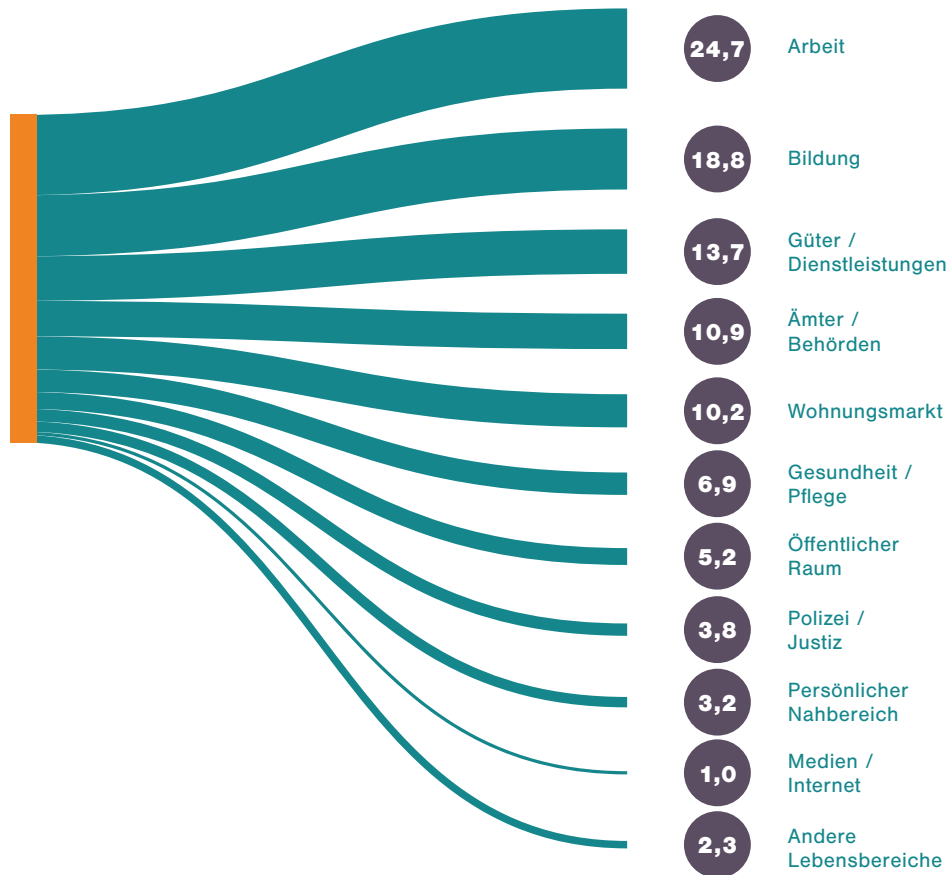 24,7
Arbeit
18,8
Bildung
13,7
Güter /
Dienstleistungen
10,9
Ämter /
Behörden
10,2
Wohnungsmarkt
6,9
Gesundheit /
Pflege
5,2
Öffentlicher
Raum
3,8
Polizei /
Justiz
3,2
Persönlicher
Nahbereich
1,0
Medien /
Internet
2,3
Andere
Lebensbereiche